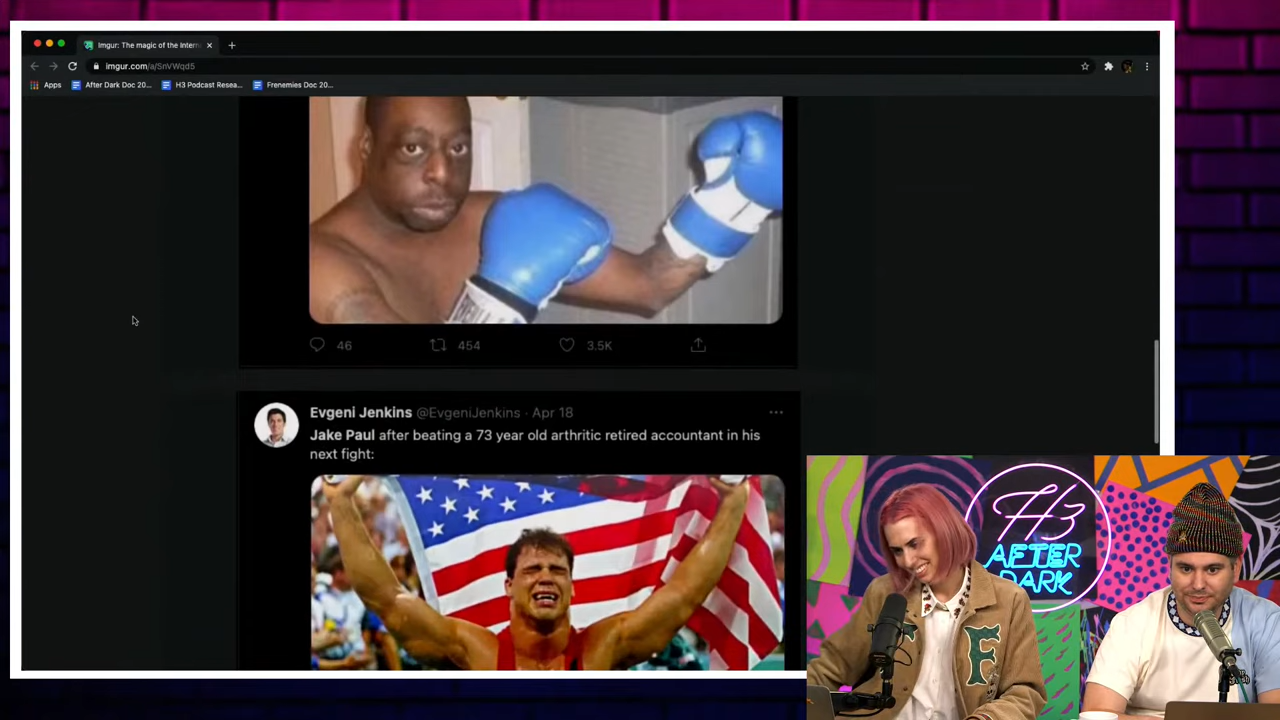 Imgur: The magic of the Intern
imgur.com/a/SnVWqd5
Apps After Dark Doc 20... H3 Podcast Resea... Frenemies Doc 20...
46 454 3.5K
Evgeni Jenkins @EvgeniJenkins · Apr 18
Jake Paul after beating a 73 year old arthritic retired accountant in his
next fight:
H3
AFTER
DARK
F